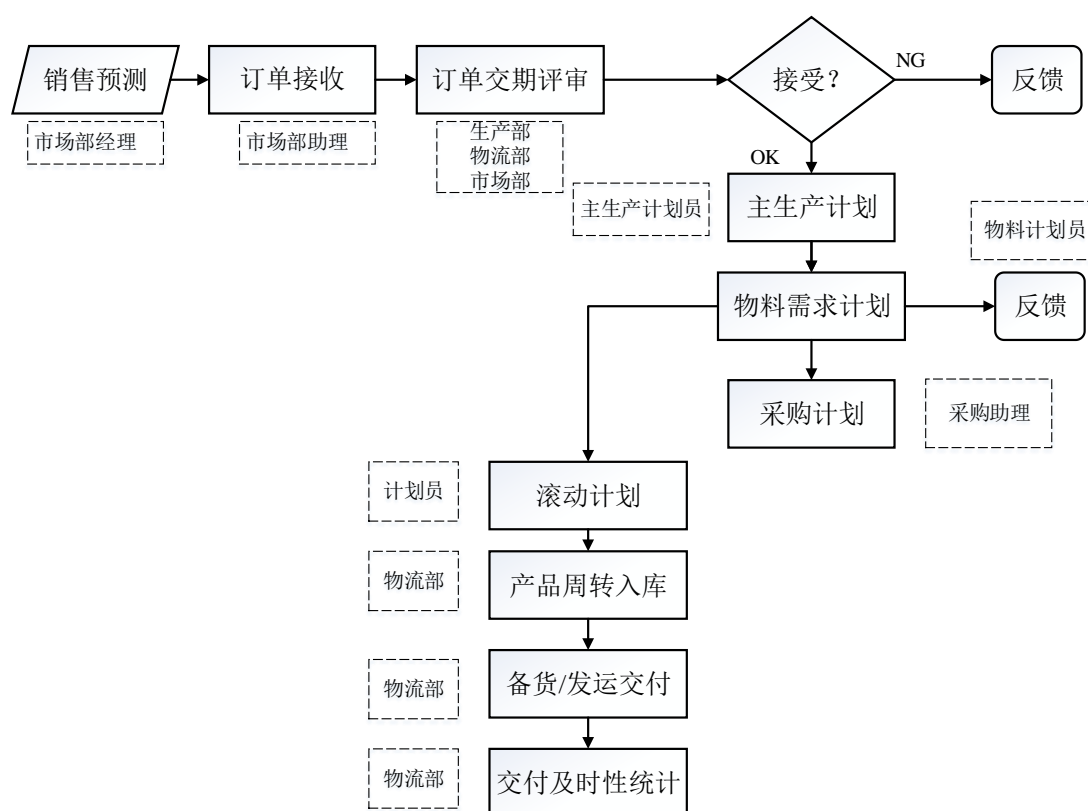 销售预测
订单接收
订单交期评审
接受？
NG
反馈
市场部经理
市场部助理
生产部
物流部
市场部
OK
主生产计划员
主生产计划
物料计划员
物料需求计划
反馈
采购计划
采购助理
计划员
滚动计划
物流部
产品周转入库
物流部
备货/发运交付
物流部
交付及时性统计